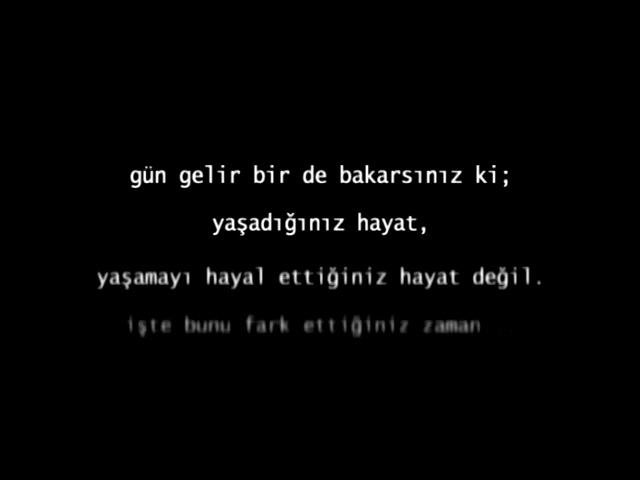 gün gelir bir de bakarsınız ki;
yaşadığınız hayat,
yaşamayı hayal ettiğiniz hayat değil.
işte bunu fark ettiğiniz zaman...